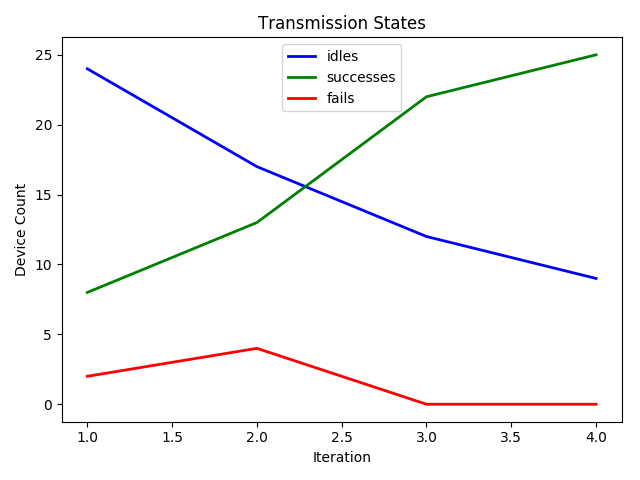 Transmission States
idles
successes
fails
Device Count
25
20
15
10
5
0
1.0 1.5 2.0 2.5 3.0 3.5 4.0
Iteration